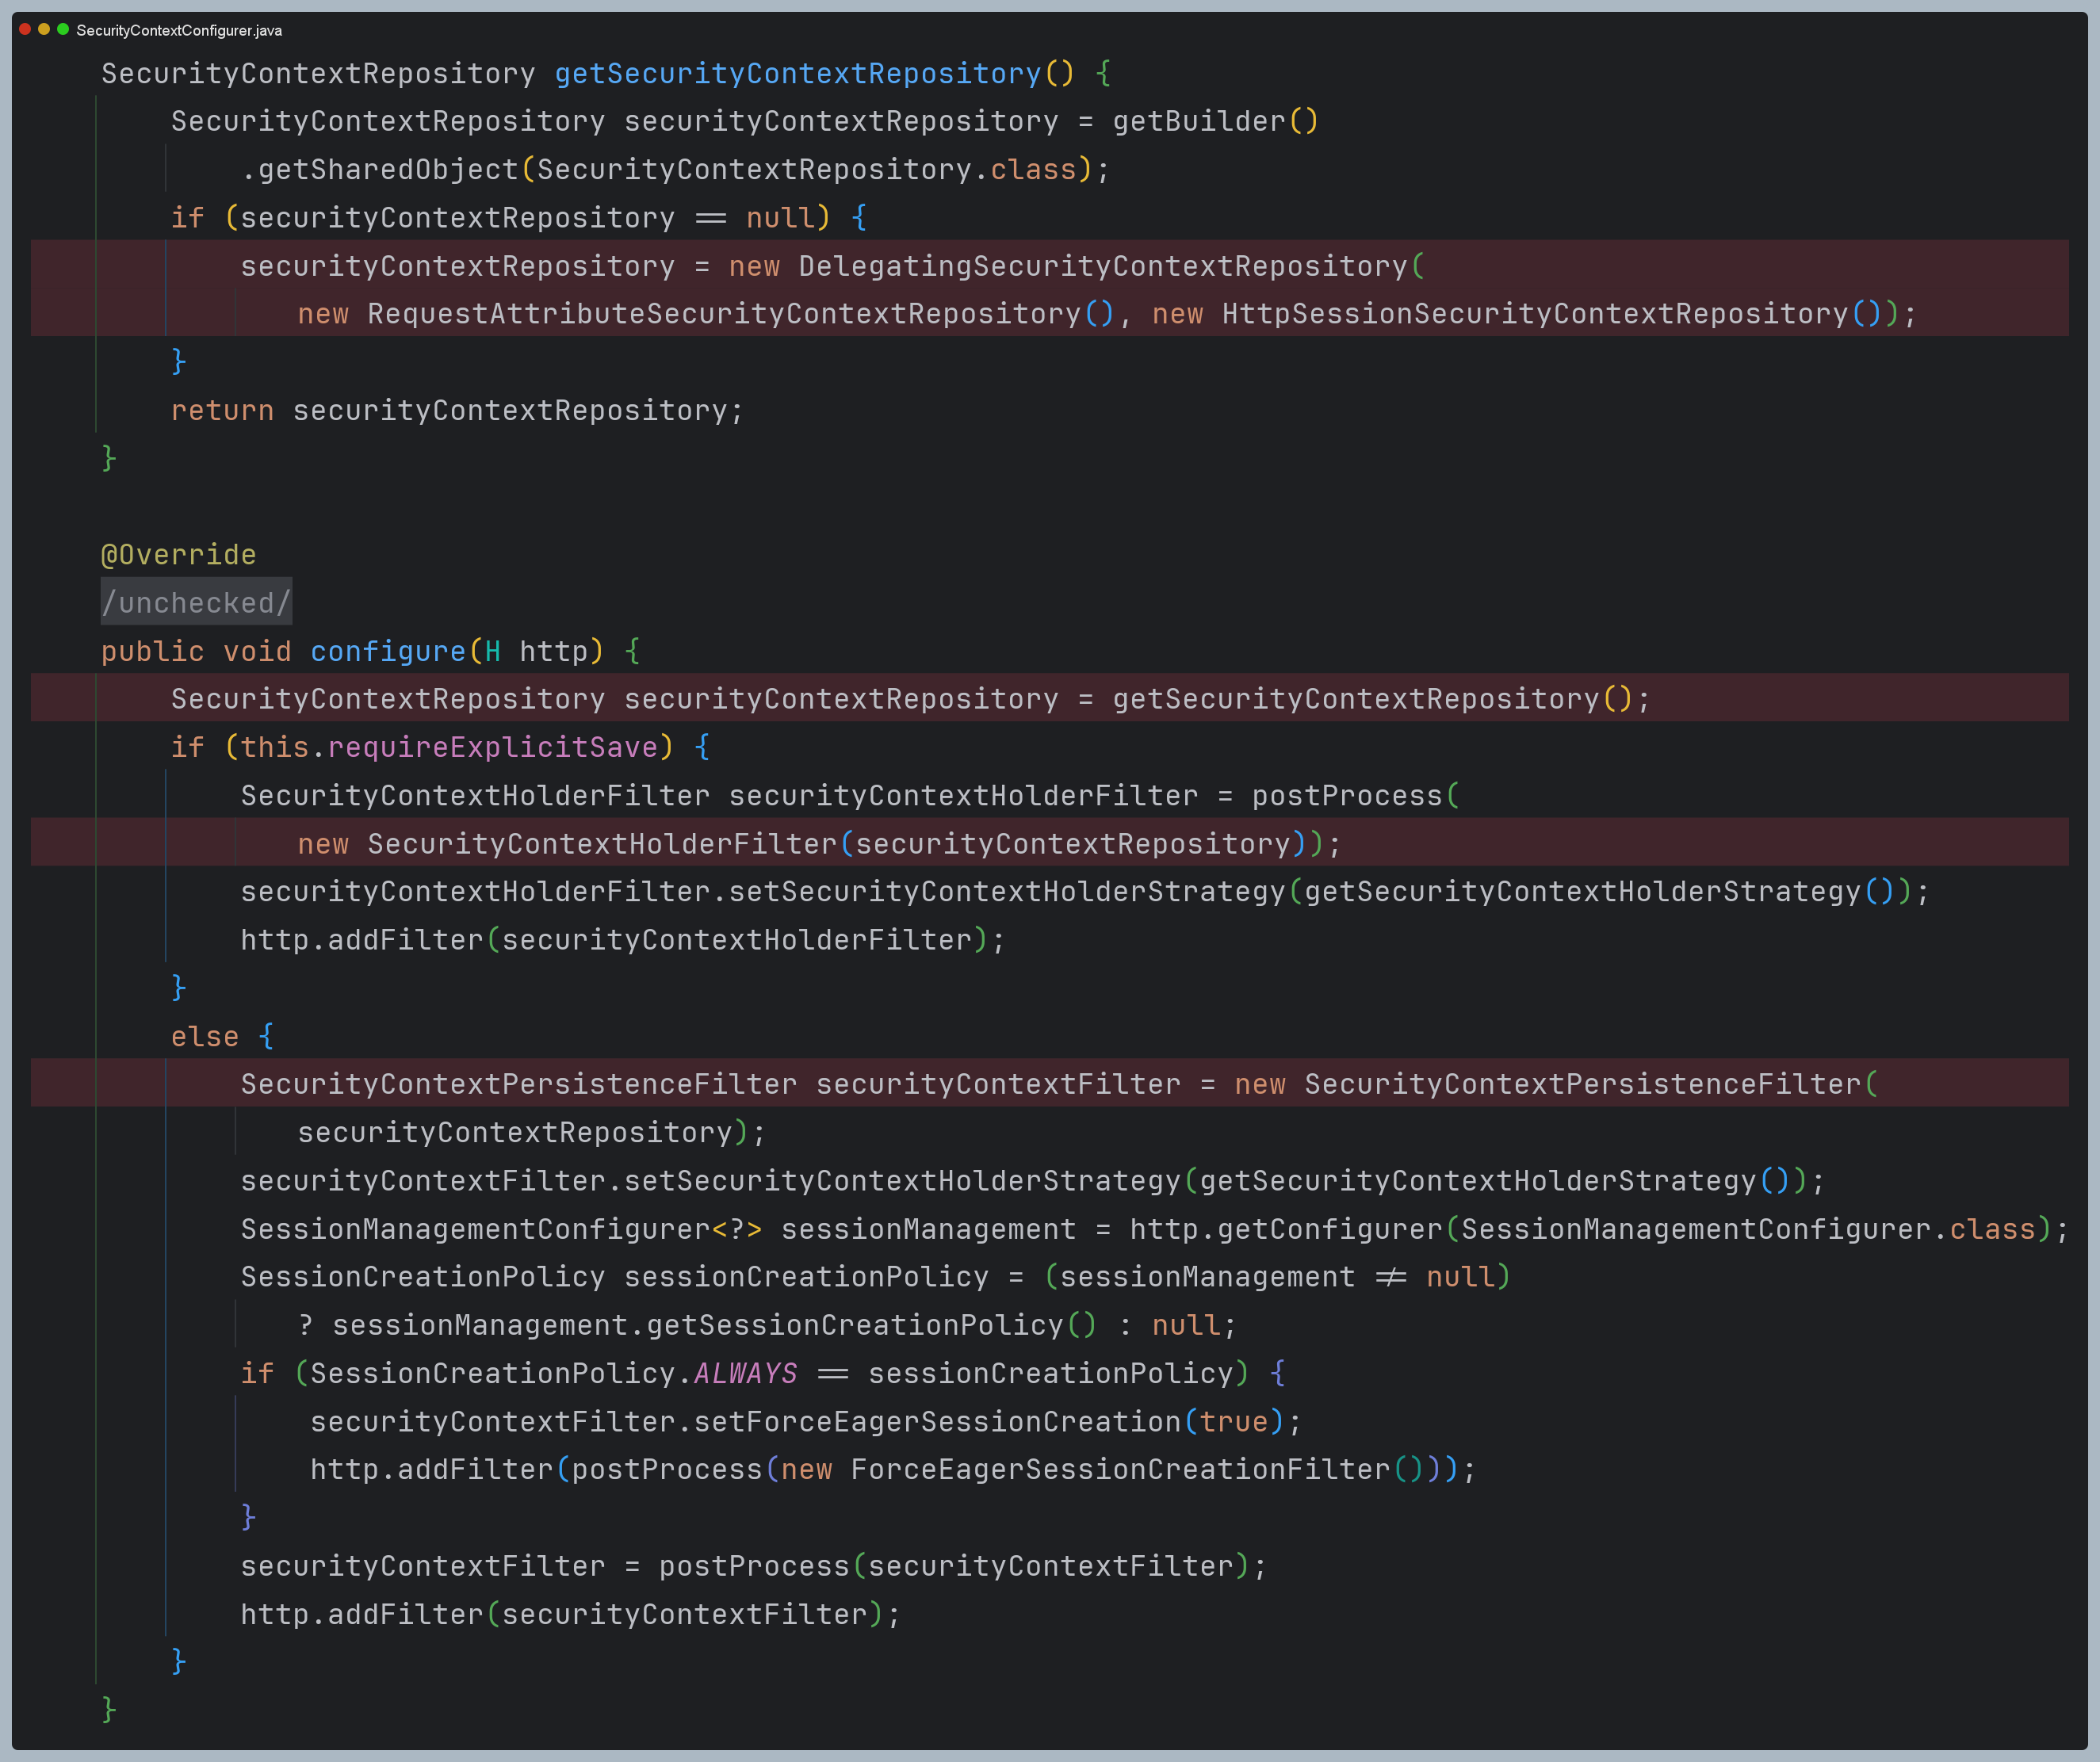 SecurityContextConfigurer.java
SecurityContextRepository getSecurityContextRepository() {
SecurityContextRepository securityContextRepository = getBuilder()
.getSharedObject(SecurityContextRepository.class);
if (securityContextRepository == null) {
securityContextRepository = new DelegatingSecurityContextRepository(
new RequestAttributeSecurityContextRepository(), new HttpSessionSecurityContextRepository());
}
return securityContextRepository;
}
@Override
/unchecked/
public void configure(H http) {
SecurityContextRepository securityContextRepository = getSecurityContextRepository();
if (this.requireExplicitSave) {
SecurityContextHolderFilter securityContextHolderFilter = postProcess(
new SecurityContextHolderFilter(securityContextRepository));
securityContextHolderFilter.setSecurityContextHolderStrategy(getSecurityContextHolderStrategy());
http.addFilter(securityContextHolderFilter);
}
else {
SecurityContextPersistenceFilter securityContextFilter = new SecurityContextPersistenceFilter(
securityContextRepository);
securityContextFilter.setSecurityContextHolderStrategy(getSecurityContextHolderStrategy());
SessionManagementConfigurer<?> sessionManagement = http.getConfigurer(SessionManagementConfigurer.class);
SessionCreationPolicy sessionCreationPolicy = (sessionManagement != null)
? sessionManagement.getSessionCreationPolicy() : null;
if (SessionCreationPolicy.ALWAYS == sessionCreationPolicy) {
securityContextFilter.setForceEagerSessionCreation(true);
http.addFilter(postProcess(new ForceEagerSessionCreationFilter()));
}
securityContextFilter = postProcess(securityContextFilter);
http.addFilter(securityContextFilter);
}
}